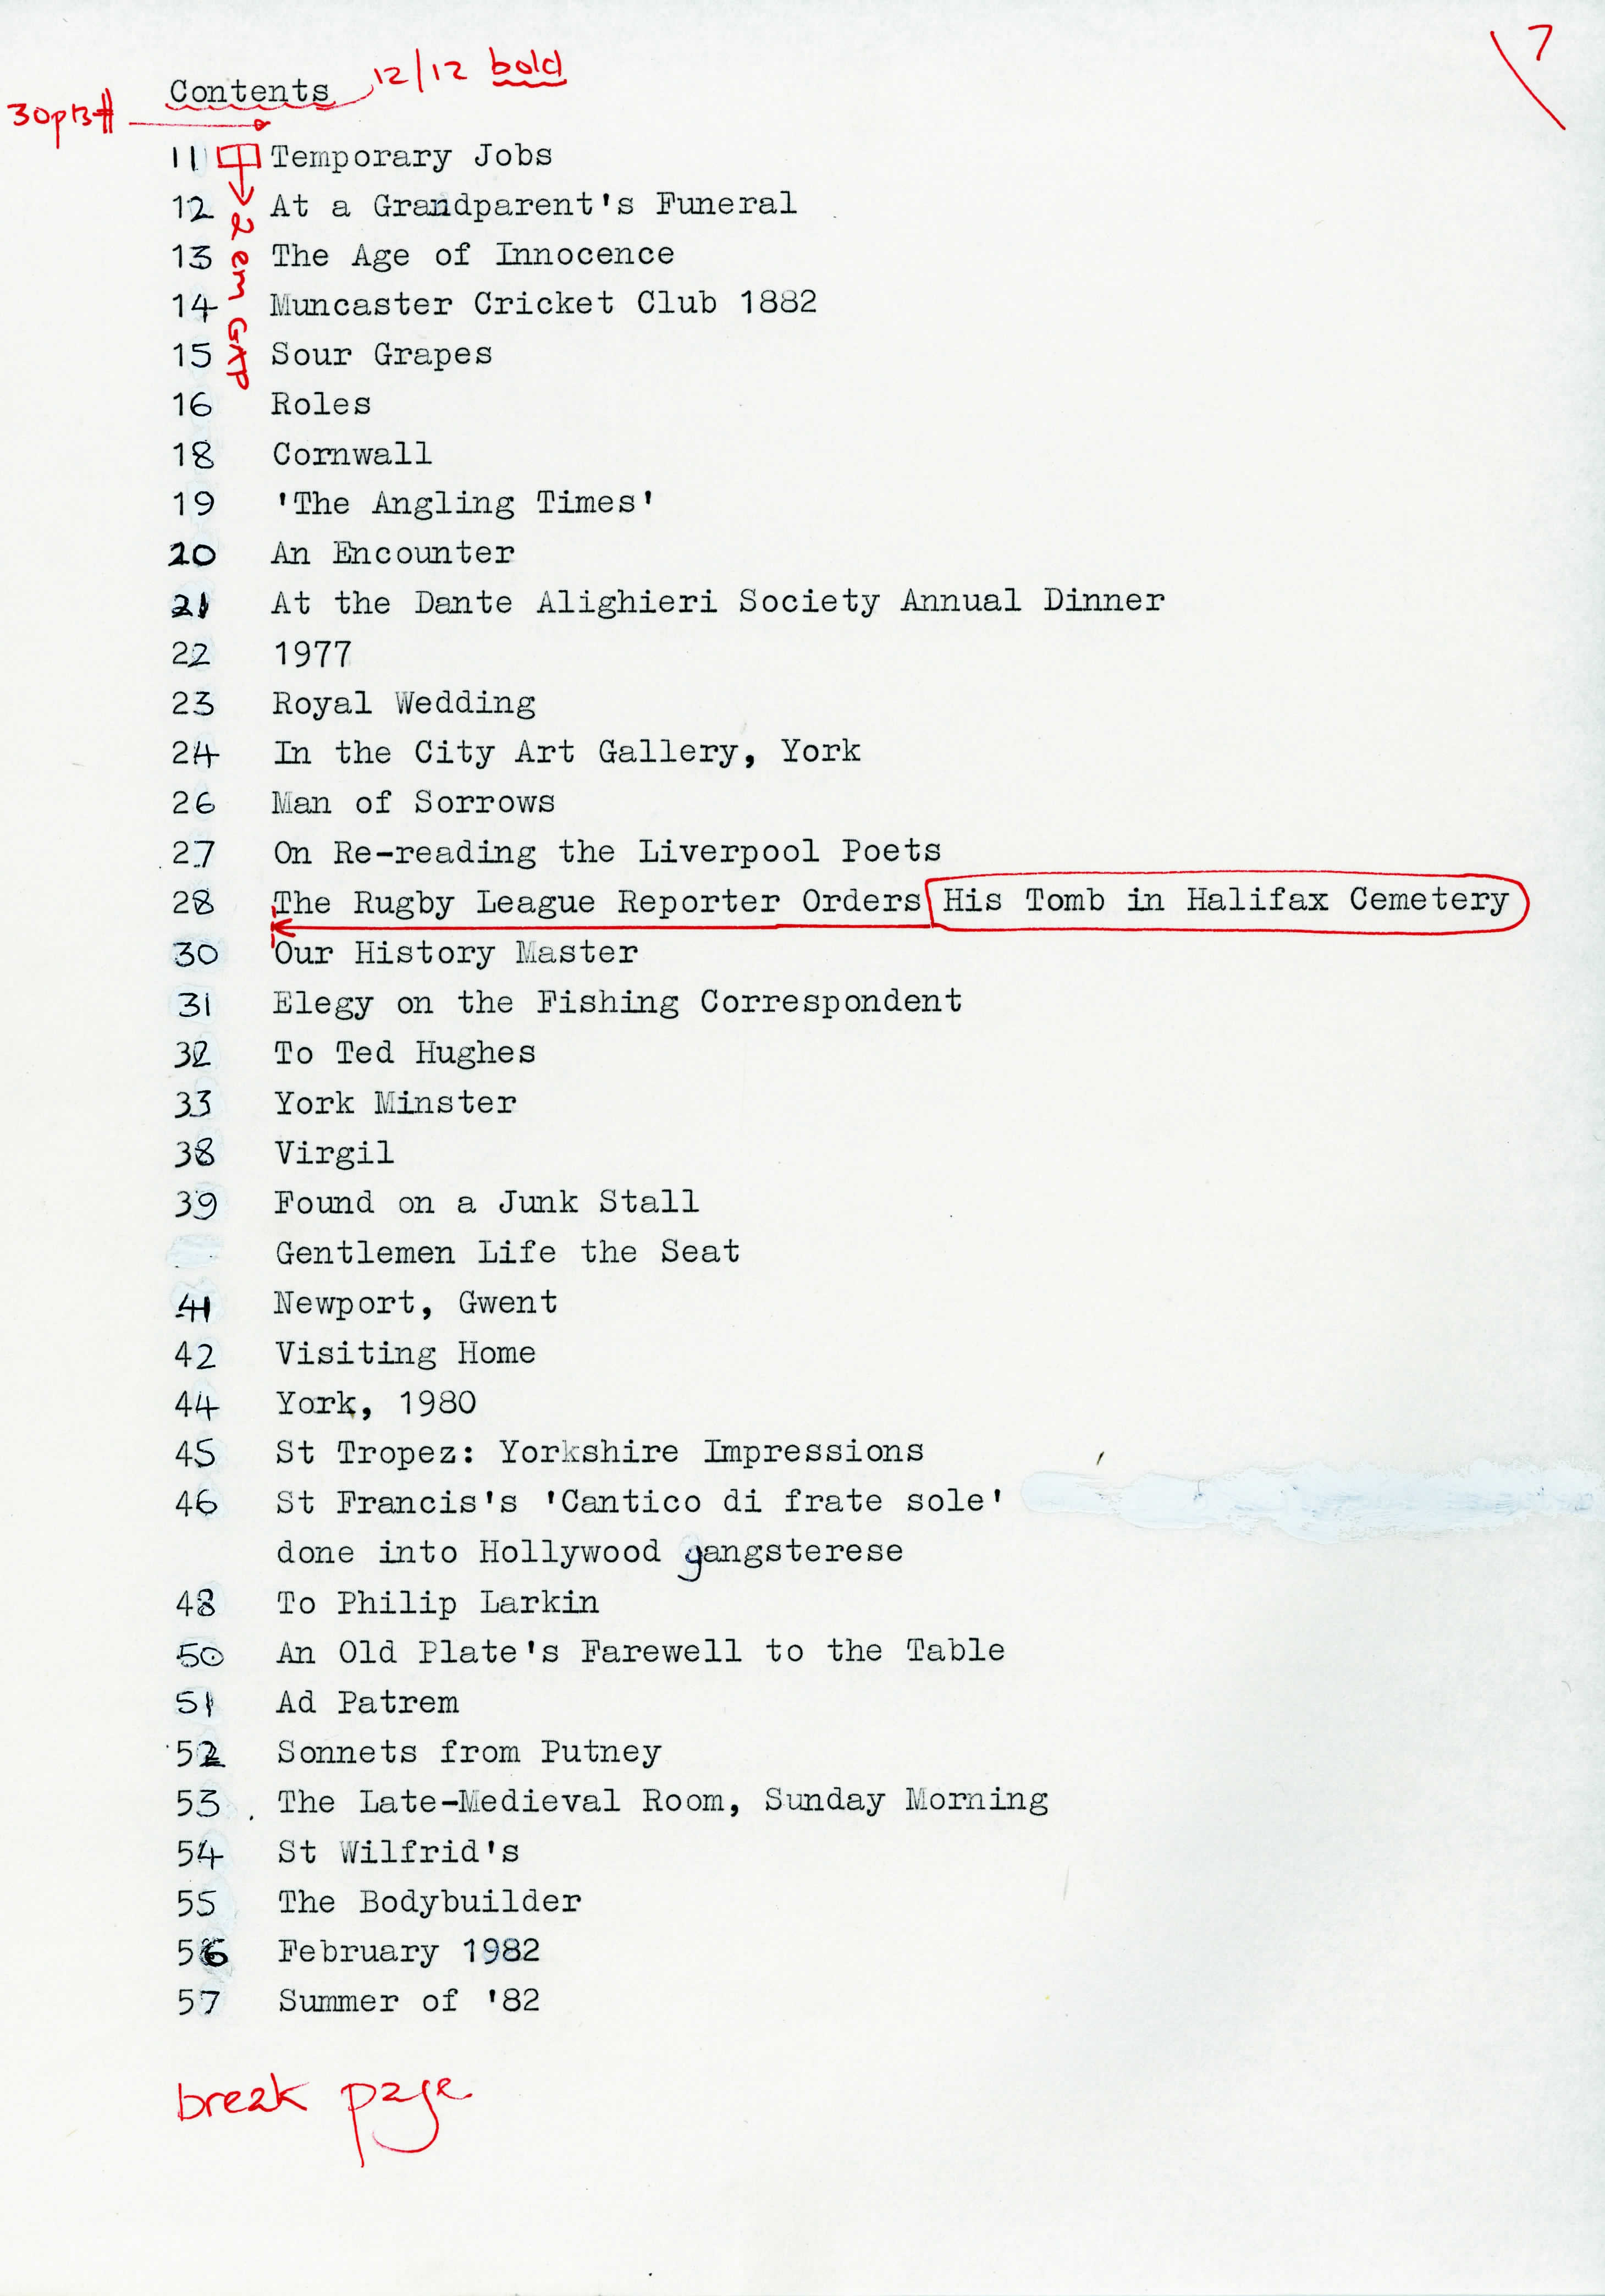 7
Contents 12/12 bold
30pts #
11 Temporary Jobs
12 At a Grandparent's Funeral
13 The Age of Innocence
14 Muncaster Cricket Club 1882
15 Sour Grapes
2 em GAP
16 Roles
18 Cornwall
19 'The Angling Times'
20 An Encounter
21 At the Dante Alighieri Society Annual Dinner
22 1977
23 Royal Wedding
24 In the City Art Gallery, York
26 Man of Sorrows
27 On Re-reading the Liverpool Poets
28 The Rugby League Reporter Orders His Tomb in Halifax Cemetery
30 Our History Master
31 Elegy on the Fishing Correspondent
32 To Ted Hughes
33 York Minster
38 Virgil
39 Found on a Junk Stall
Gentlemen Life the Seat
41 Newport, Gwent
42 Visiting Home
44 York, 1980
45 St Tropez: Yorkshire Impressions
46 St Francis's 'Cantico di frate sole'
done into Hollywood gangsterese
48 To Philip Larkin
50 An Old Plate's Farewell to the Table
51 Ad Patrem
52 Sonnets from Putney
53 The Late-Medieval Room, Sunday Morning
54 St Wilfrid's
55 The Bodybuilder
56 February 1982
57 Summer of '82
break page